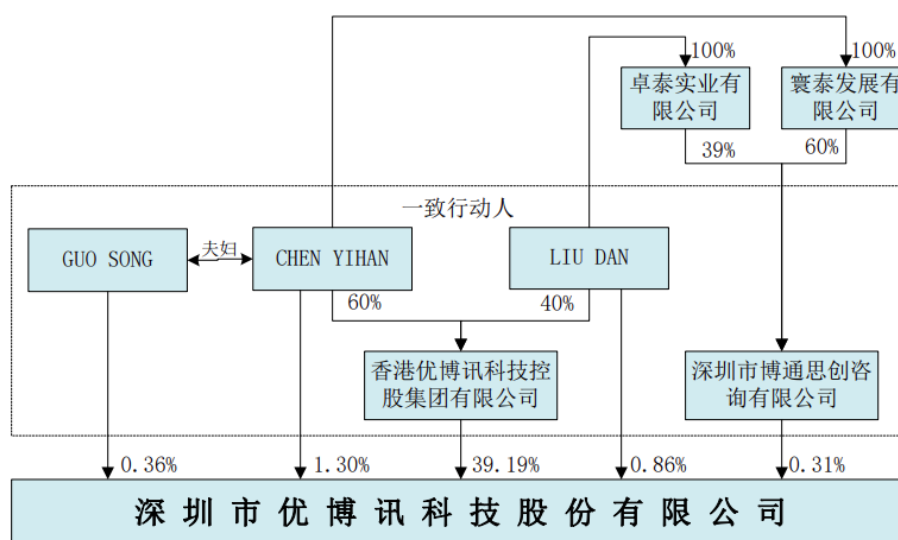 100%
100%
卓泰实业有
限公司
寰泰发展有
限公司
39%
60%
一致行动人
GUO SONG
夫妇
CHEN YIHAN
LIU DAN
60%
40%
香港优博讯科技控
股集团有限公司
深圳市博通思创咨
询有限公司
0.36%
1.30%
39.19%
0.86%
0.31%
深圳市优博讯科技股份有限公司